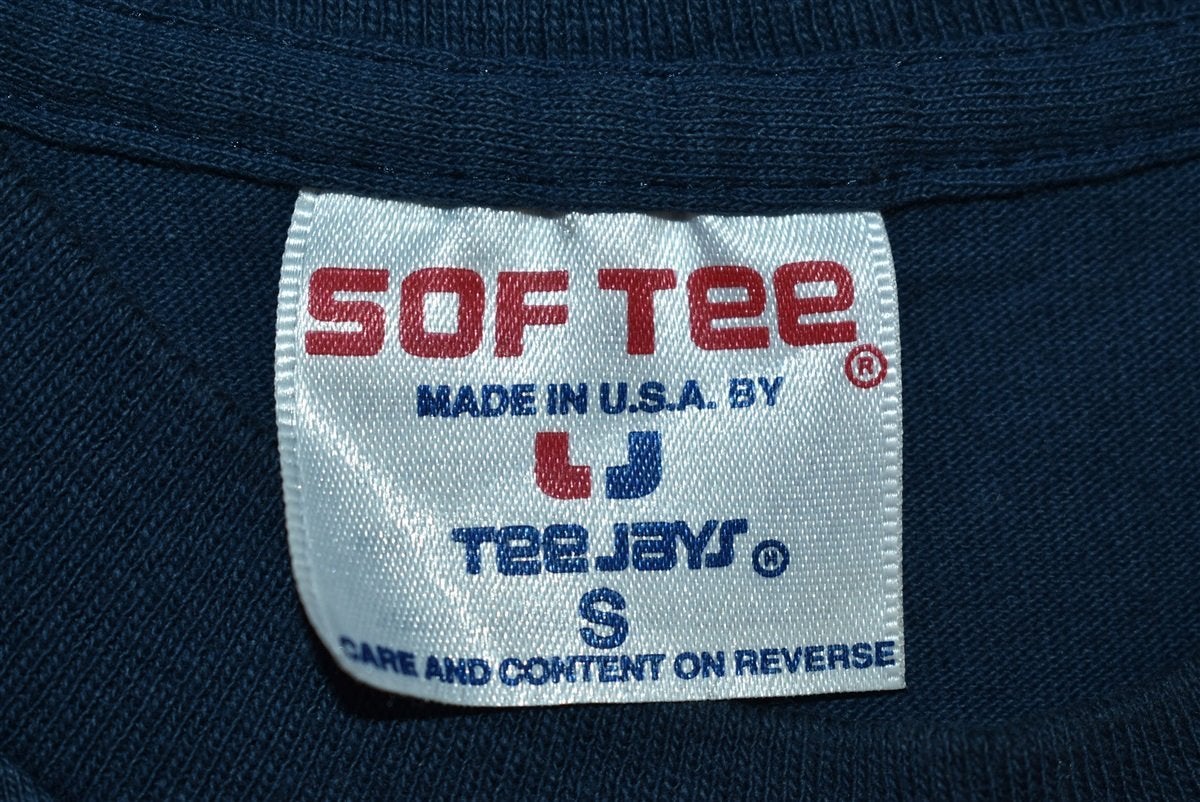 SOF TEE ®
MADE IN U.S.A. BY
TEE JAYS ®
S
CARE AND CONTENT ON REVERSE